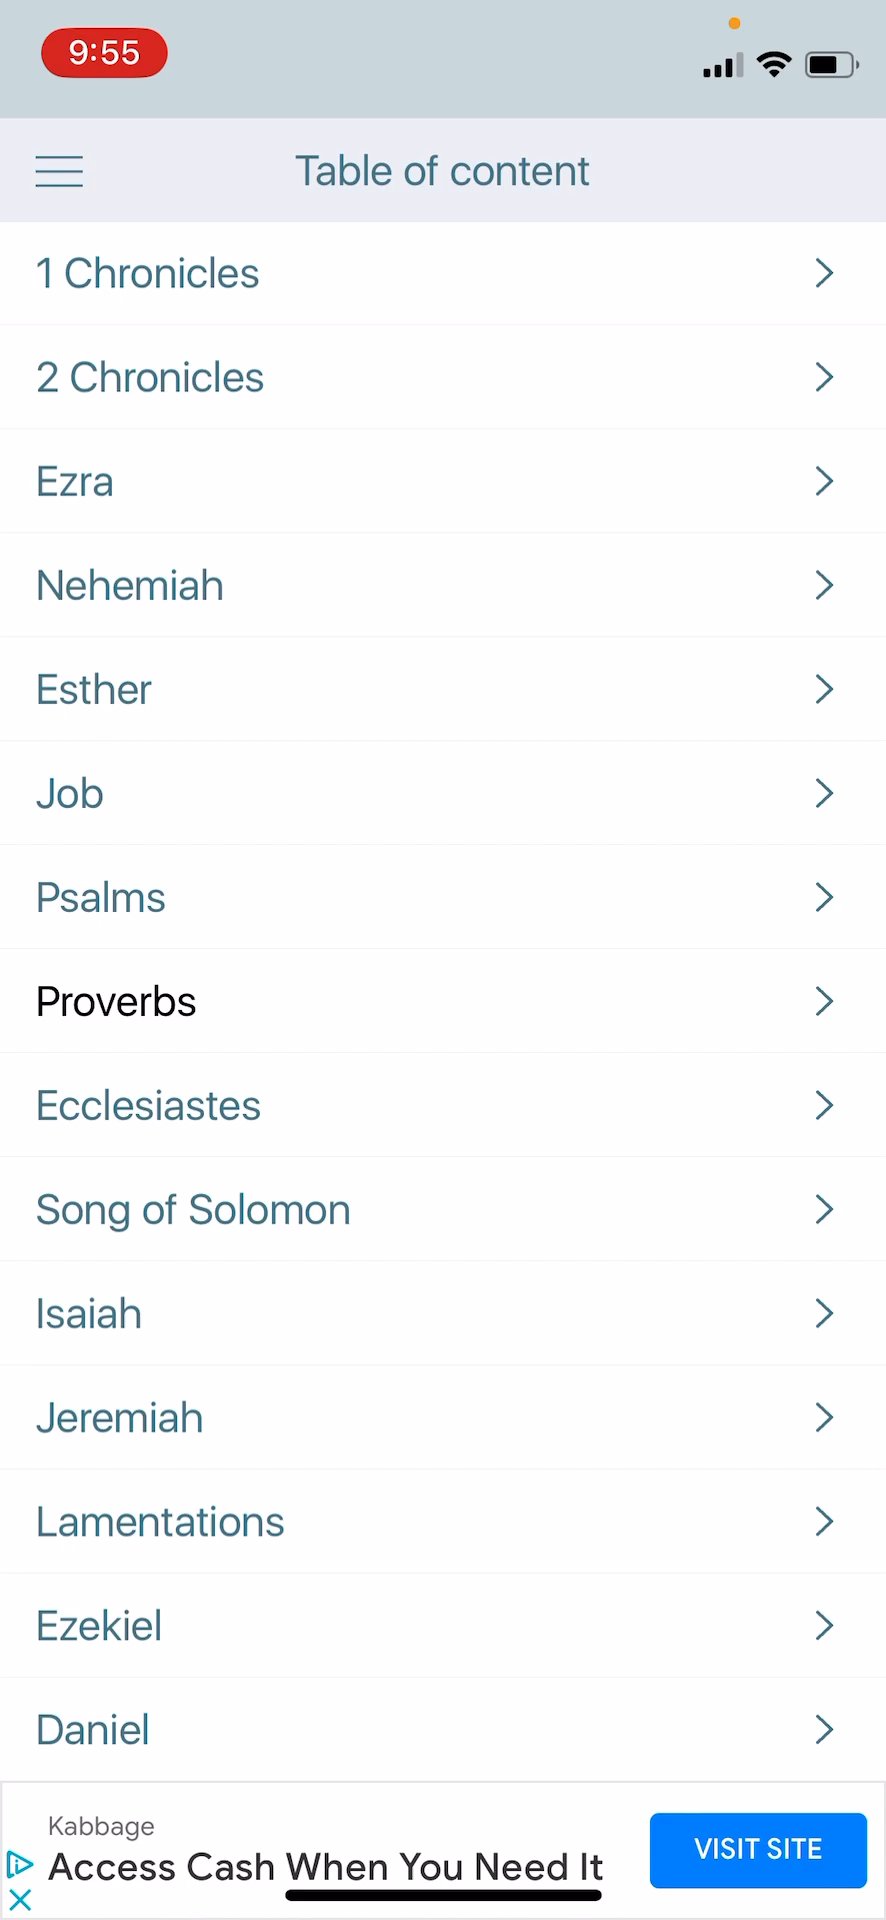 9:55
Table of content
1 Chronicles
2 Chronicles
Ezra
Nehemiah
Esther
Job
Psalms
Proverbs
Ecclesiastes
Song of Solomon
Isaiah
Jeremiah
Lamentations
Ezekiel
Daniel
Kabbage
Access Cash When You Need It
VISIT SITE